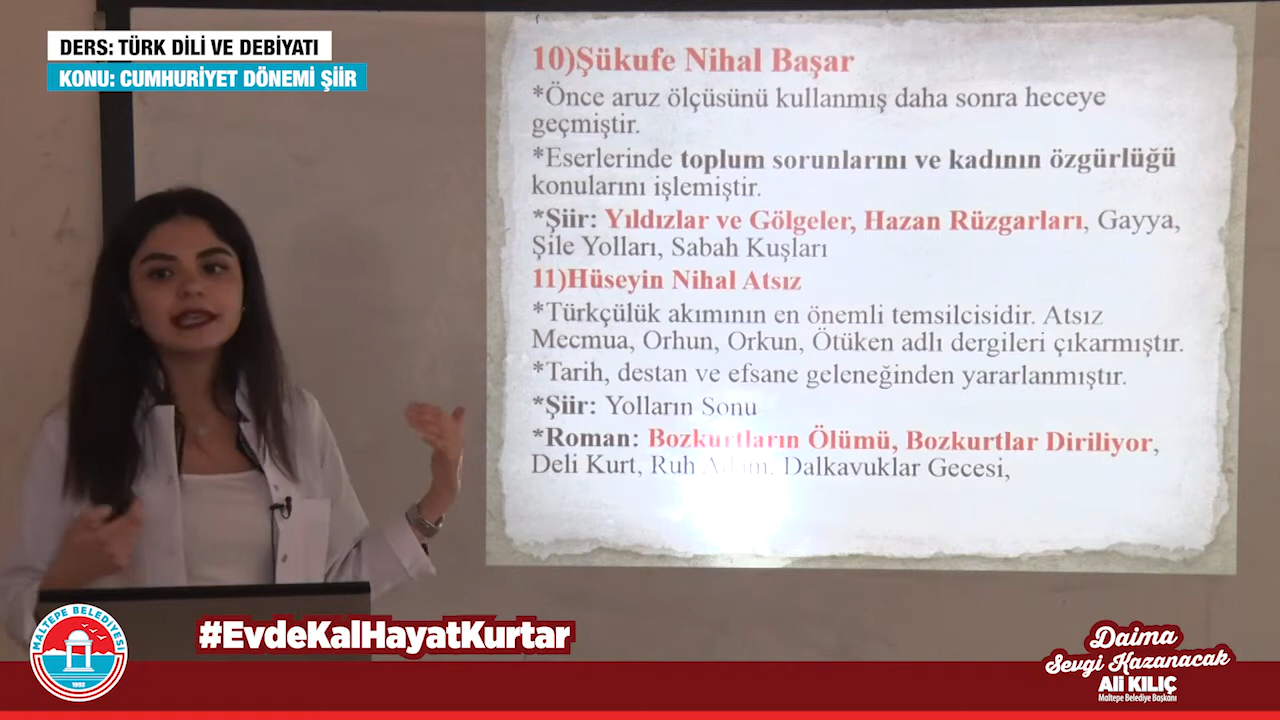 DERS: TÜRK DİLİ VE DEBİYATI
KONU: CUMHURİYET DÖNEMİ ŞİİR
10)Şükufe Nihal Başar
*Önce aruz ölçüsünü kullanmış daha sonra heceye
geçmiştir.
*Eserlerinde toplum sorunlarını ve kadının özgürlüğü
konularını işlemiştir.
*Şiir: Yıldızlar ve Gölgeler, Hazan Rüzgarları, Gayya,
Şile Yolları, Sabah Kuşları
11)Hüseyin Nihal Atsız
*Türkçülük akımının en önemli temsilcisidir. Atsız
Mecmua, Orhun, Orkun, Ötüken adlı dergileri çıkarmıştır.
*Tarih, destan ve efsane geleneğinden yararlanmıştır.
*Şiir: Yolların Sonu
*Roman: Bozkurtların Ölümü, Bozkurtlar Diriliyor,
Deli Kurt, Ruh Adam, Dalkavuklar Gecesi,
MALTEPE BELEDİYESİ
1992
#EvdeKalHayatKurtar
Daima
Sevgi Kazanacak
Ali KILIÇ
Maltepe Belediye Başkanı